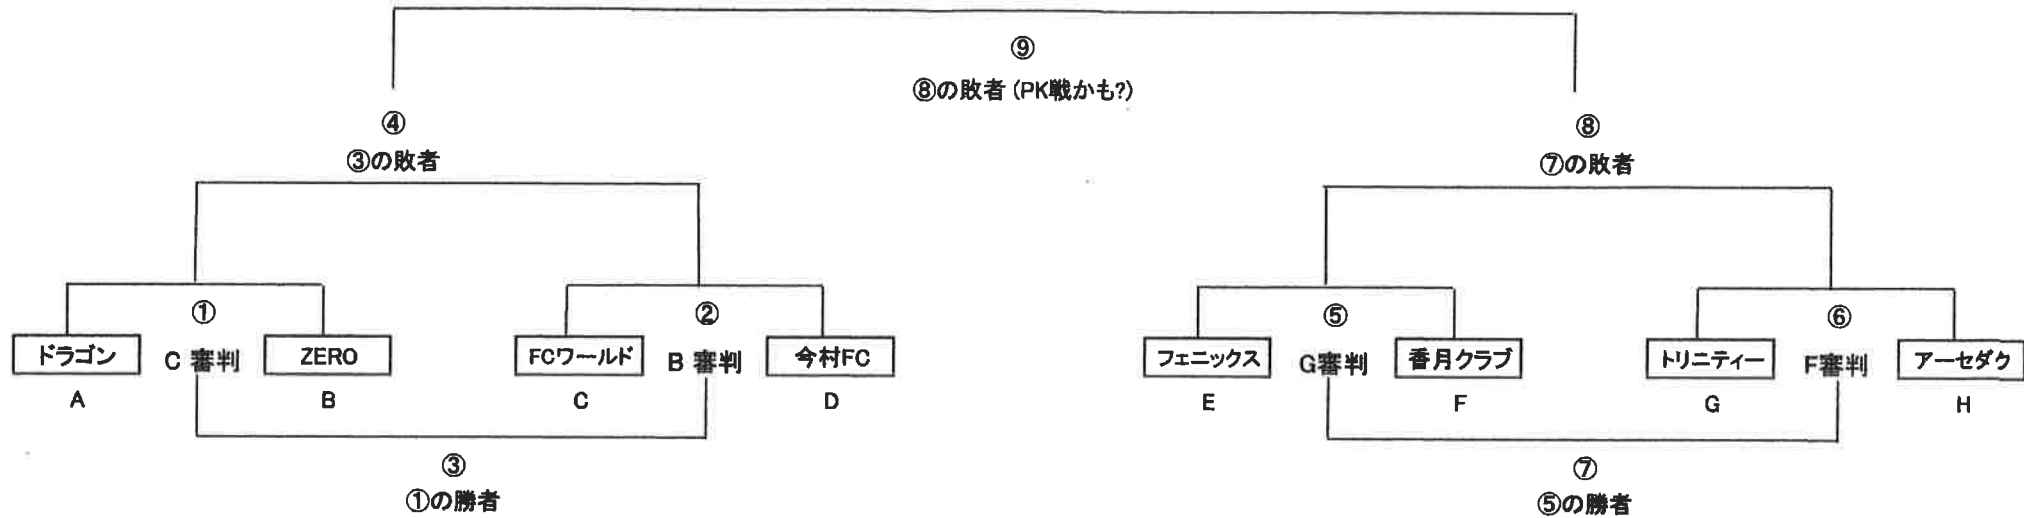 ⑨
⑧の敗者 (PK戦かも?)
④
③の敗者
⑧
⑦の敗者
①
②
⑤
⑥
ドラゴン C 審判 ZERO FCワールド B 審判 今村FC フェニックス G審判 香月クラブ トリニティー F審判 アーセダク
A B C D E F G H
③
①の勝者
⑦
⑤の勝者